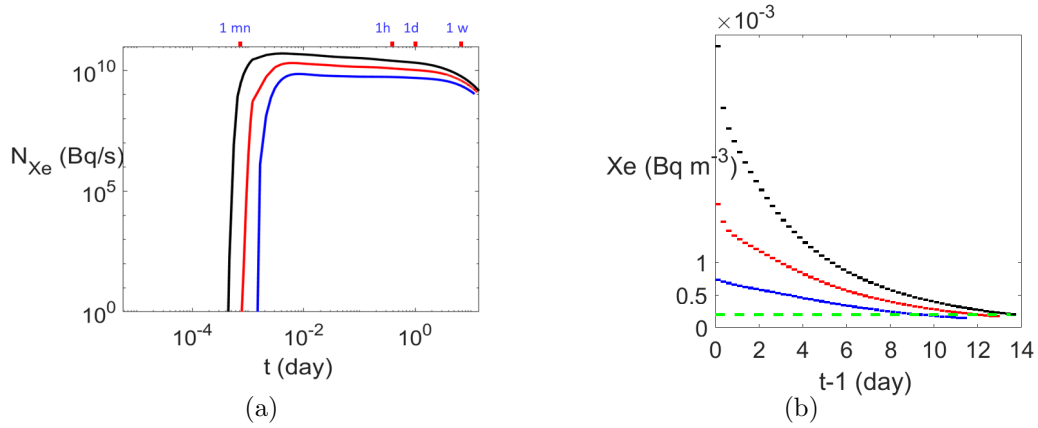 1 mn 1h 1d 1 w
10^10
N_Xe (Bq/s)
10^5
10^0
10^-4 10^-2 10^0
t (day)
(a)
×10^-3
Xe (Bq m^-3)
1
0.5
0
0 2 4 6 8 10 12 14
t-1 (day)
(b)